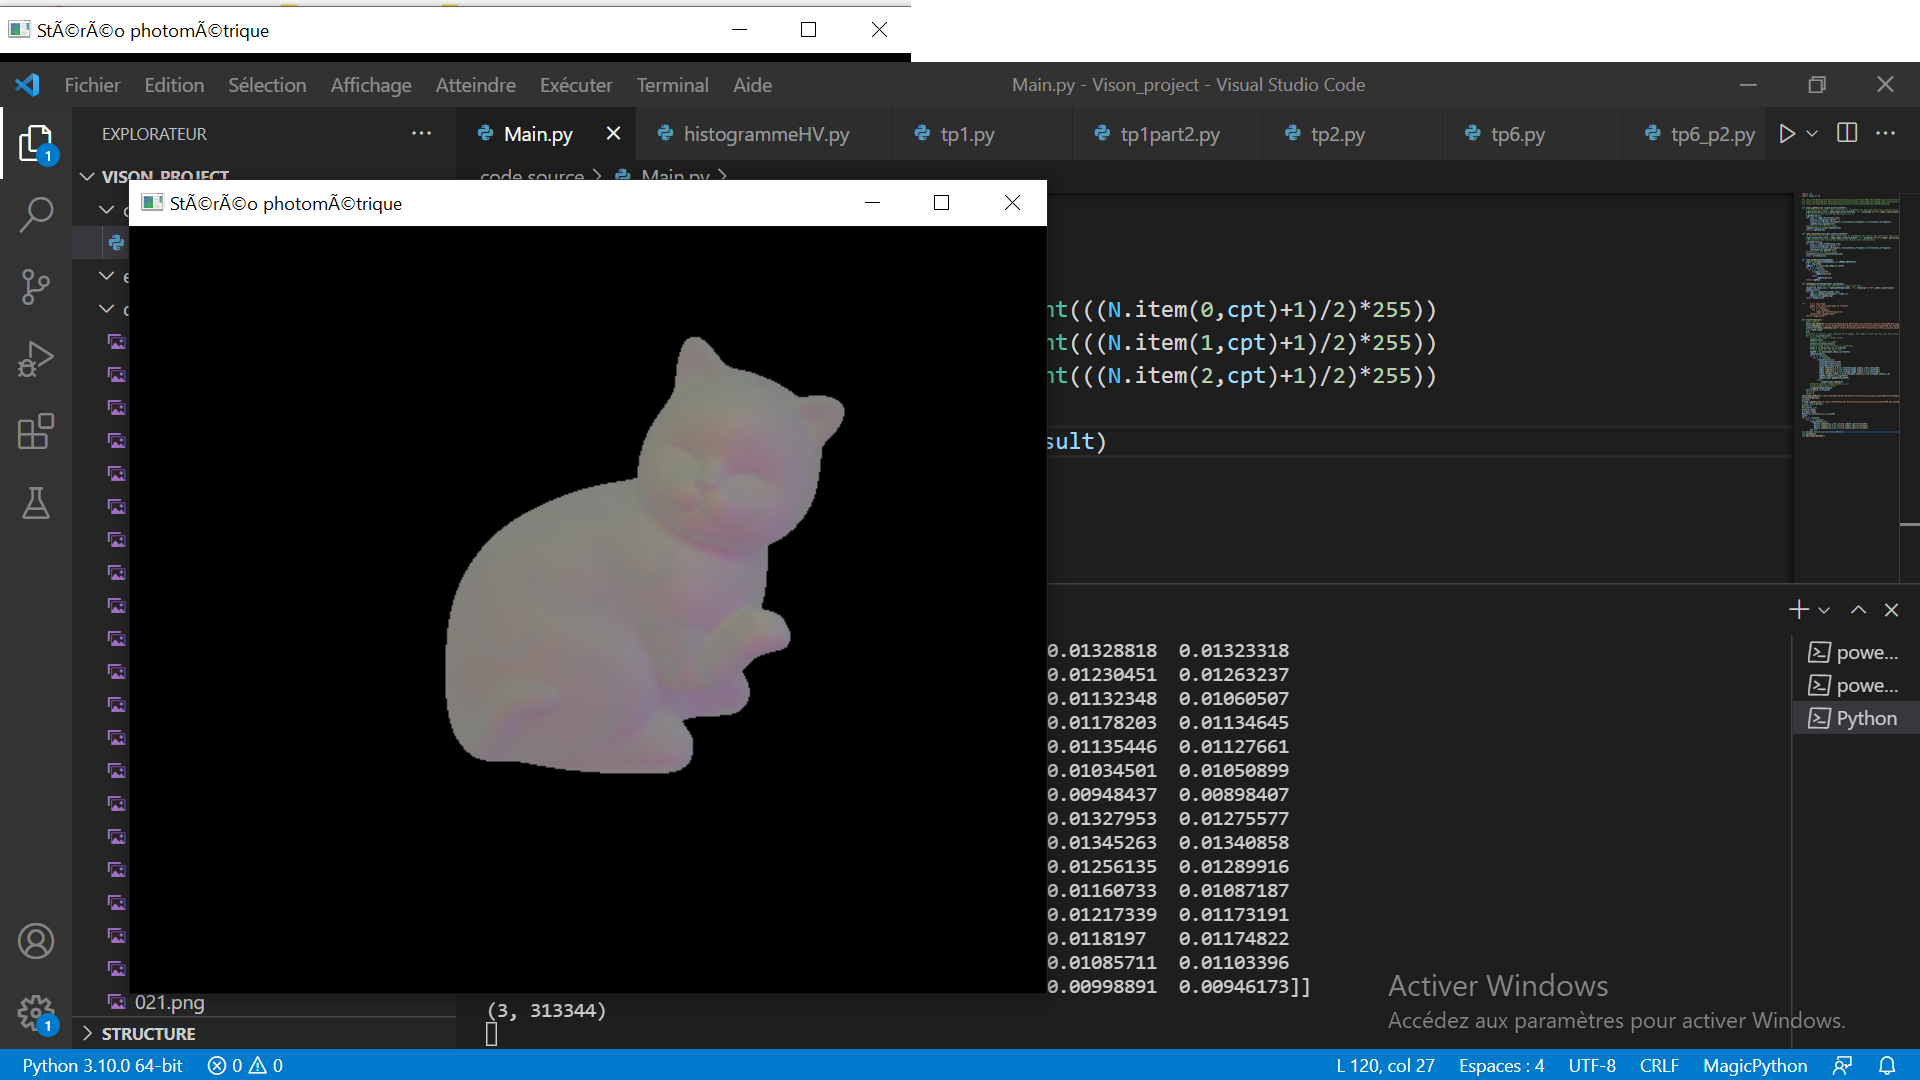 StÃ©rÃ©o photomÃ©trique
Fichier Edition Sélection Affichage Atteindre Exécuter Terminal Aide
Main.py - Vison_project - Visual Studio Code
EXPLORATEUR
Main.py histogrammeHV.py tp1.py tp1part2.py tp2.py tp6.py tp6_p2.py
1
VISON_PROJECT
code source > Main.py >
StÃ©rÃ©o photomÃ©trique
nt(((N.item(0,cpt)+1)/2)*255))
nt(((N.item(1,cpt)+1)/2)*255))
nt(((N.item(2,cpt)+1)/2)*255))
sult)
0.01328818 0.01323318
0.01230451 0.01263237
0.01132348 0.01060507
0.01178203 0.01134645
0.01135446 0.01127661
0.01034501 0.01050899
0.00948437 0.00898407
0.01327953 0.01275577
0.01345263 0.01340858
0.01256135 0.01289916
0.01160733 0.01087187
0.01217339 0.01173191
0.0118197 0.01174822
0.01085711 0.01103396
0.00998891 0.00946173]]
(3, 313344)
powe...
powe...
Python
021.png
1
STRUCTURE
Activer Windows
Accédez aux paramètres pour activer Windows.
Python 3.10.0 64-bit 0 0
L 120, col 27 Espaces : 4 UTF-8 CRLF MagicPython